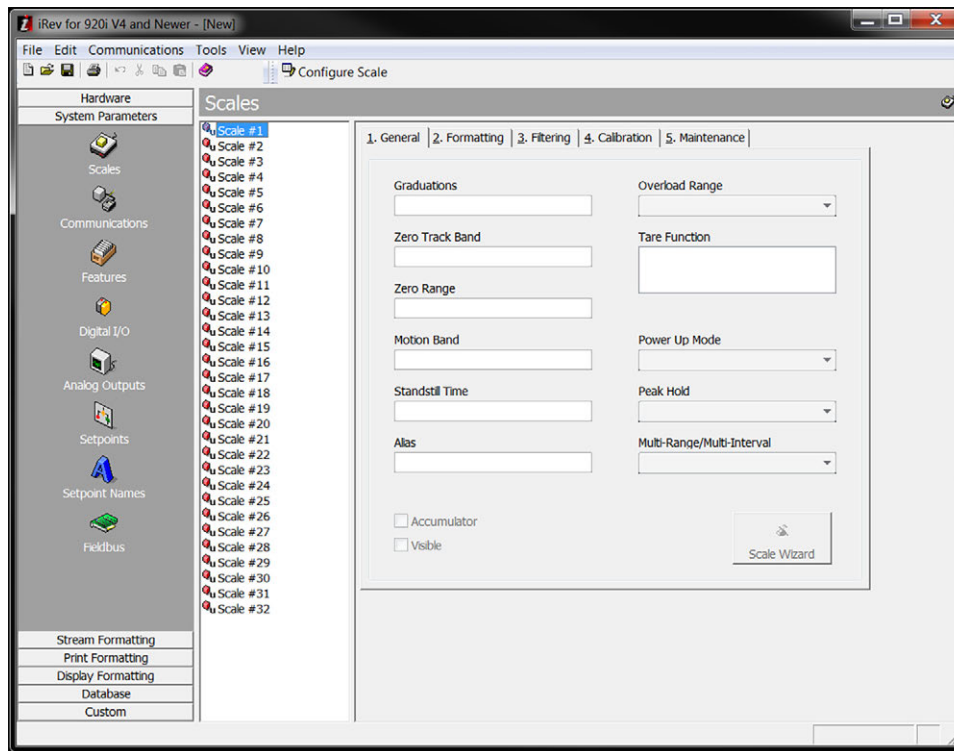 iRev for 920i V4 and Newer - [New]
File Edit Communications Tools View Help
Configure Scale
Hardware
System Parameters
Scales
Communications
Features
Digital I/O
Analog Outputs
Setpoints
Setpoint Names
Fieldbus
Stream Formatting
Print Formatting
Display Formatting
Database
Custom
Scales
u Scale #1
u Scale #2
u Scale #3
u Scale #4
u Scale #5
u Scale #6
u Scale #7
u Scale #8
u Scale #9
u Scale #10
u Scale #11
u Scale #12
u Scale #13
u Scale #14
u Scale #15
u Scale #16
u Scale #17
u Scale #18
u Scale #19
u Scale #20
u Scale #21
u Scale #22
u Scale #23
u Scale #24
u Scale #25
u Scale #26
u Scale #27
u Scale #28
u Scale #29
u Scale #30
u Scale #31
u Scale #32
1. General 2. Formatting 3. Filtering 4. Calibration 5. Maintenance
Graduations
Overload Range
Zero Track Band
Tare Function
Zero Range
Motion Band
Power Up Mode
Standstill Time
Peak Hold
Alias
Multi-Range/Multi-Interval
Accumulator
Visible
Scale Wizard